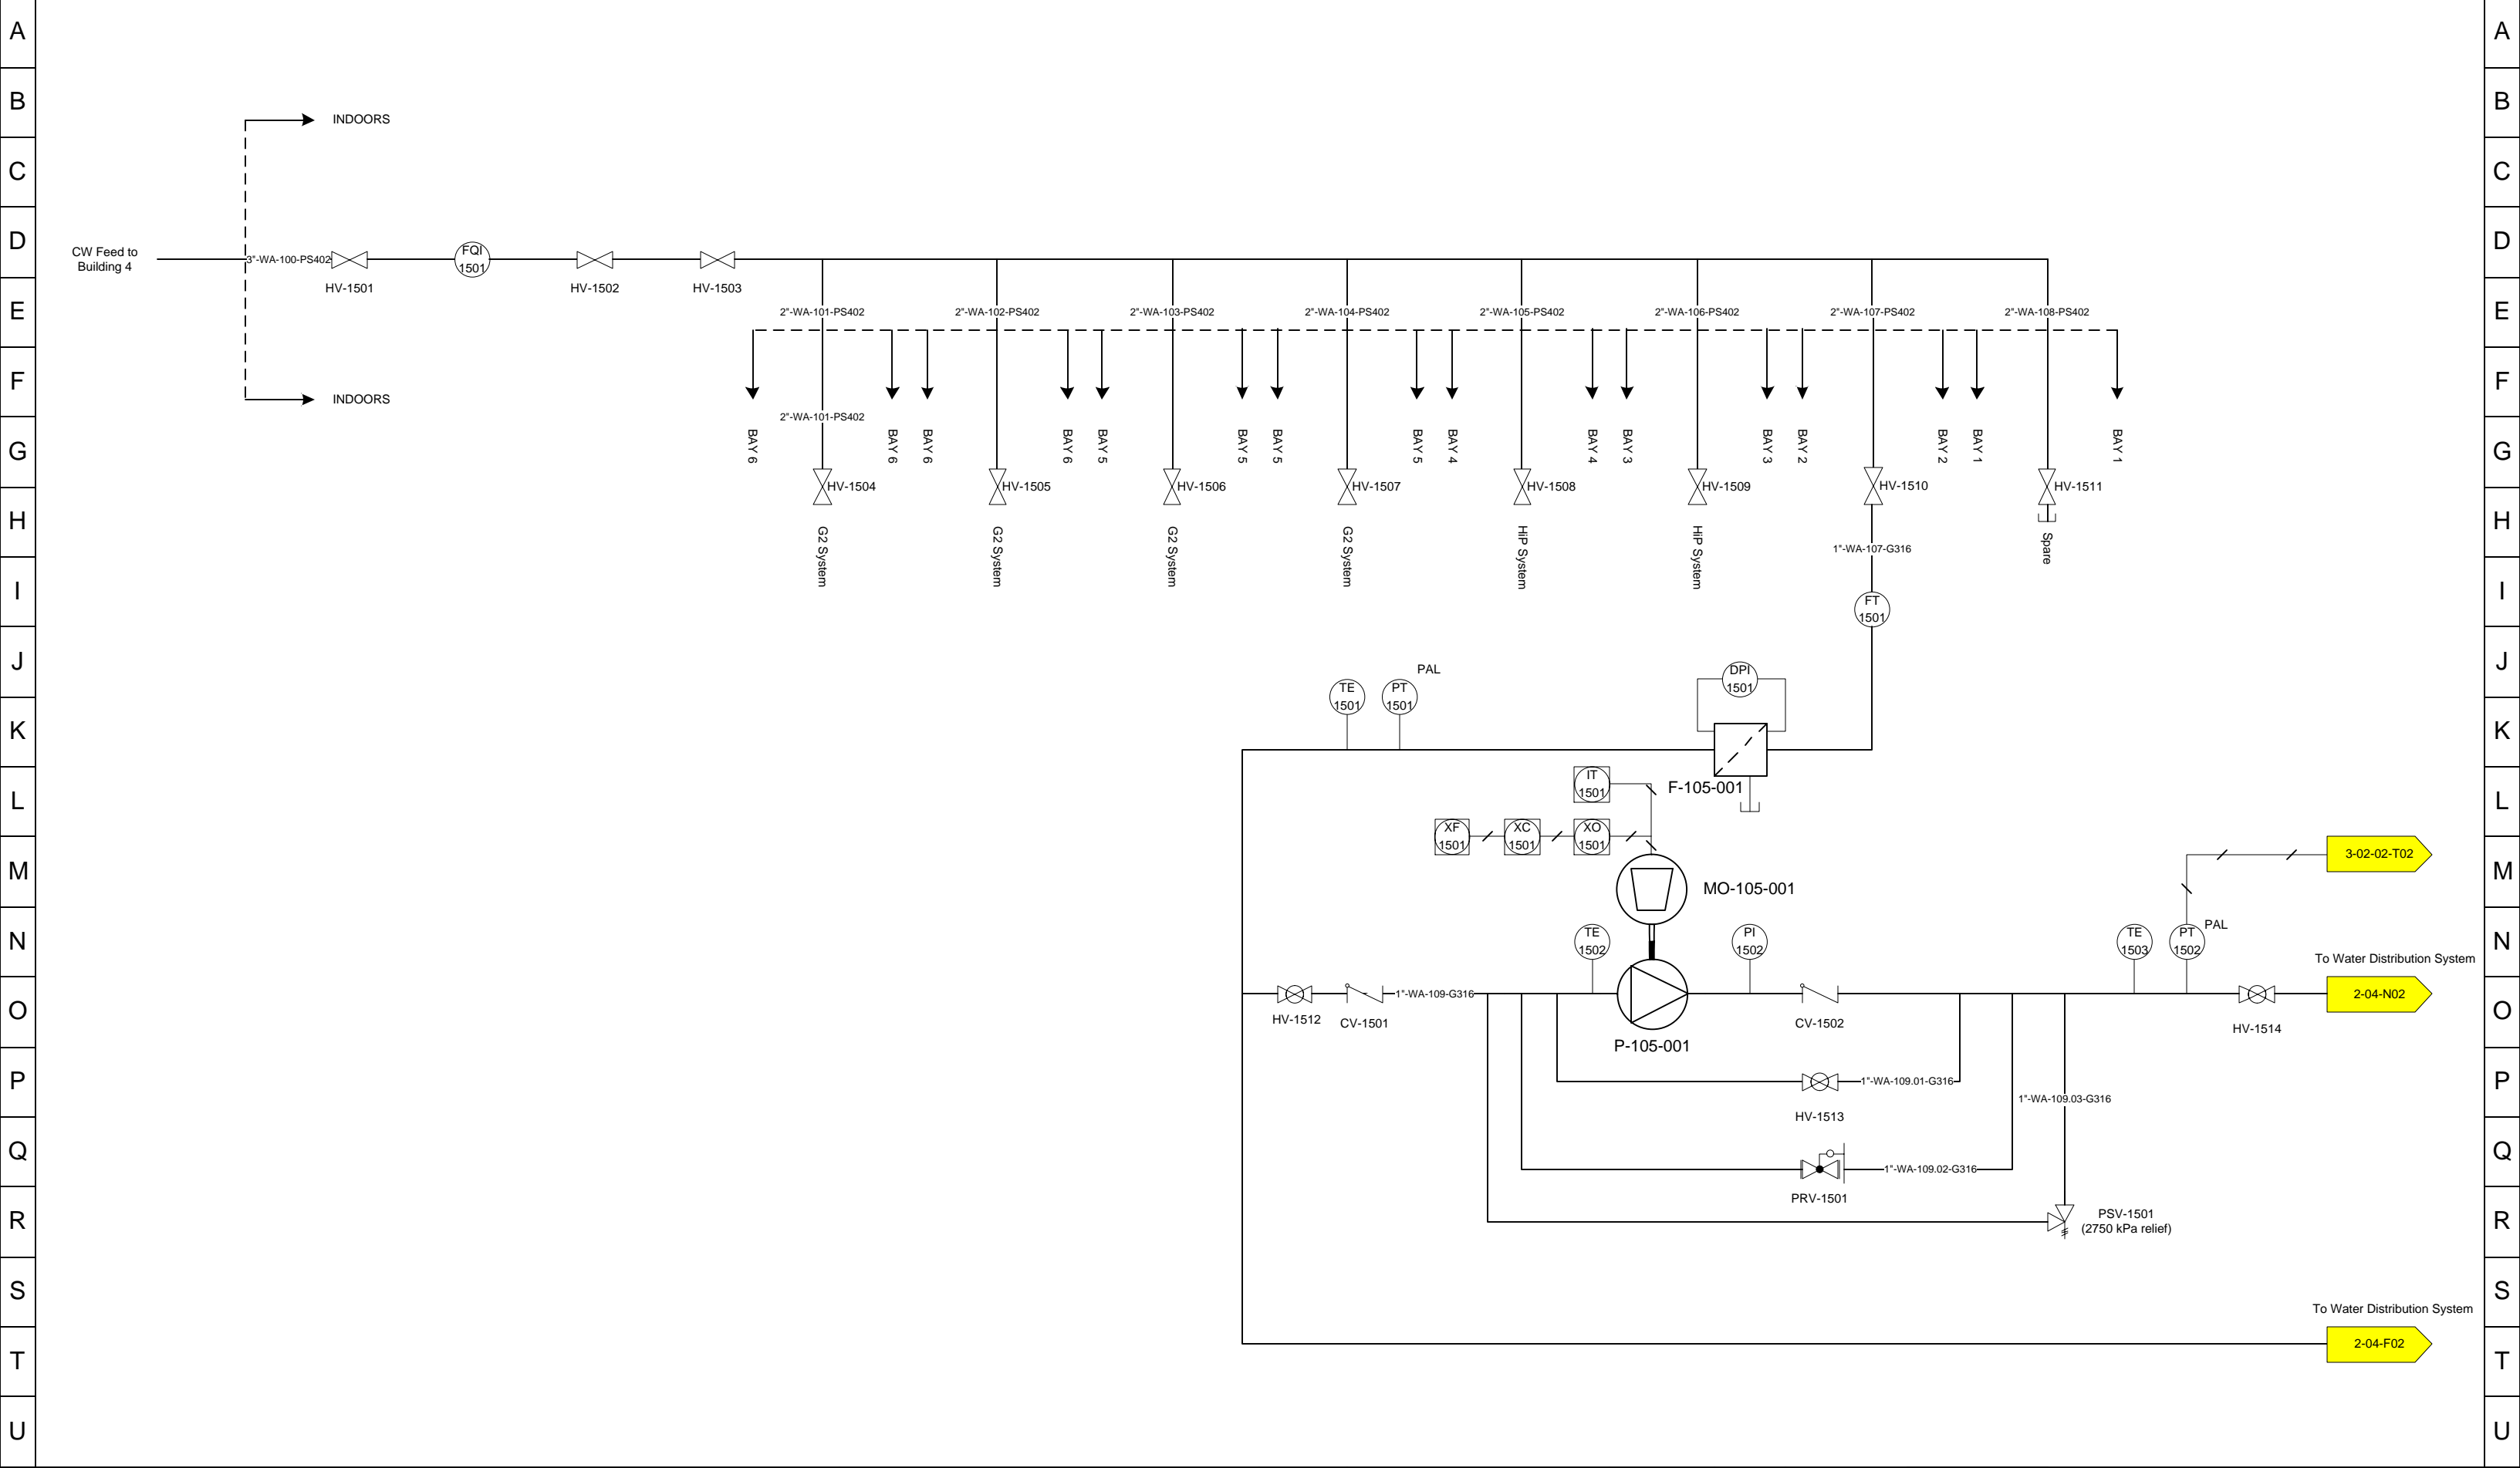 A
A
B
B
INDOORS
C
C
D
D
CW Feed to
Building 4
3"-WA-100-PS402
FQI
1501
HV-1501
HV-1502
HV-1503
E
E
2"-WA-101-PS402
2"-WA-102-PS402
2"-WA-103-PS402
2"-WA-104-PS402
2"-WA-105-PS402
2"-WA-106-PS402
2"-WA-107-PS402
2"-WA-108-PS402
F
F
INDOORS
2"-WA-101-PS402
G
G
BAY 6
BAY 6
BAY 6
BAY 6
BAY 5
BAY 5
BAY 5
BAY 5
BAY 4
BAY 4
BAY 3
BAY 3
BAY 2
BAY 2
BAY 1
BAY 1
HV-1504
HV-1505
HV-1506
HV-1507
HV-1508
HV-1509
HV-1510
HV-1511
H
H
G2 System
G2 System
G2 System
G2 System
HiP System
HiP System
Spare
1"-WA-107-G316
I
I
FT
1501
J
J
PAL
TE
1501
PT
1501
DPI
1501
K
K
L
L
IT
1501
F-105-001
XF
1501
XC
1501
XO
1501
M
M
3-02-02-T02
MO-105-001
N
N
TE
1502
PI
1502
TE
1503
PT
1502
PAL
To Water Distribution System
O
O
2-04-N02
1"-WA-109-G316
HV-1512
CV-1501
CV-1502
HV-1514
P-105-001
P
P
1"-WA-109.01-G316
1"-WA-109.03-G316
HV-1513
Q
Q
1"-WA-109.02-G316
PRV-1501
R
R
PSV-1501
(2750 kPa relief)
S
S
To Water Distribution System
T
T
2-04-F02
U
U